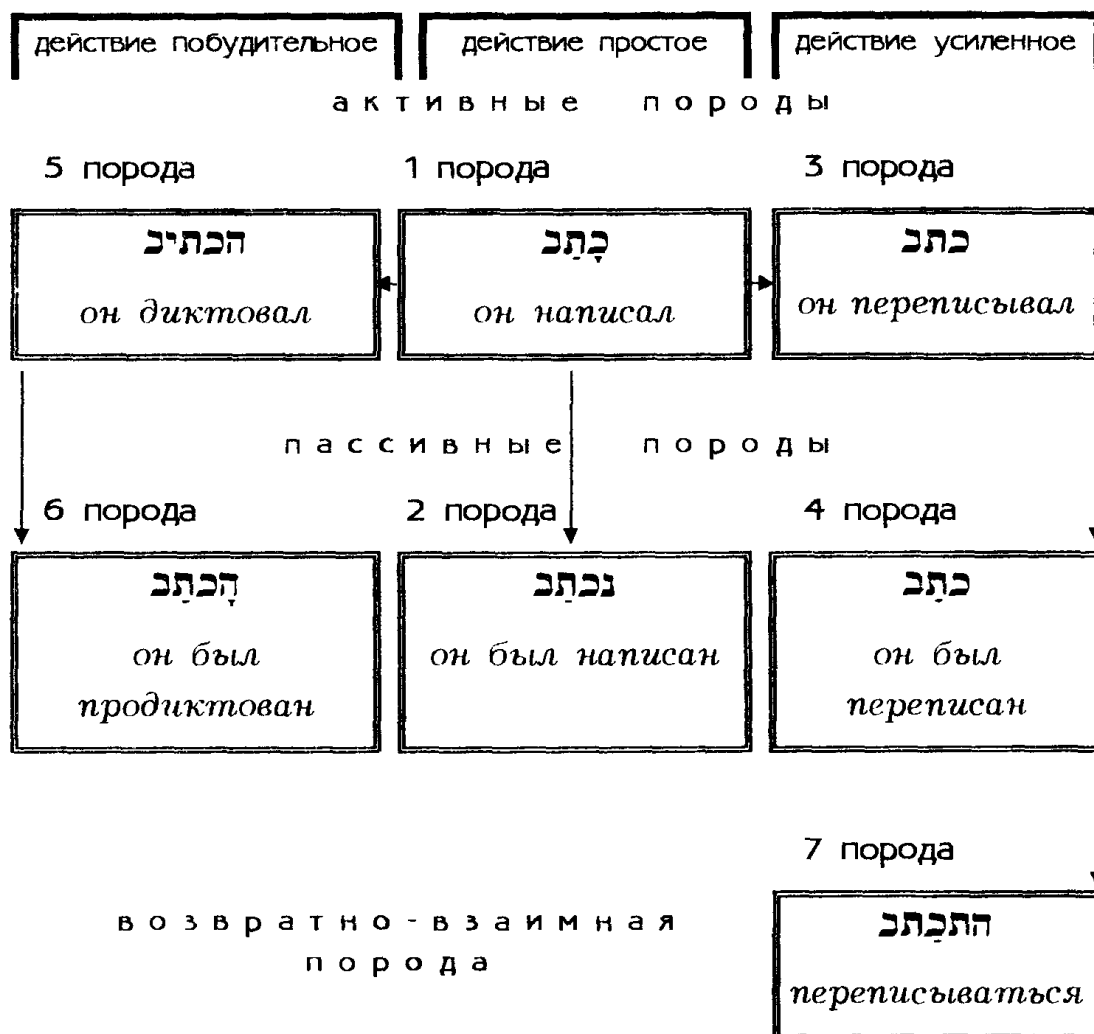 действие побудительное действие простое действие усиленное
активные породы
5 порода 1 порода 3 порода
הכתיב כָּתַב כתב
он диктовал он написал он переписывал
пассивные породы
6 порода 2 порода 4 порода
הָכתַב נכתַב כתַב
он был он был написан он был
продиктован переписан
7 порода
возвратно-взаимная
порода
התכַתב
переписываться